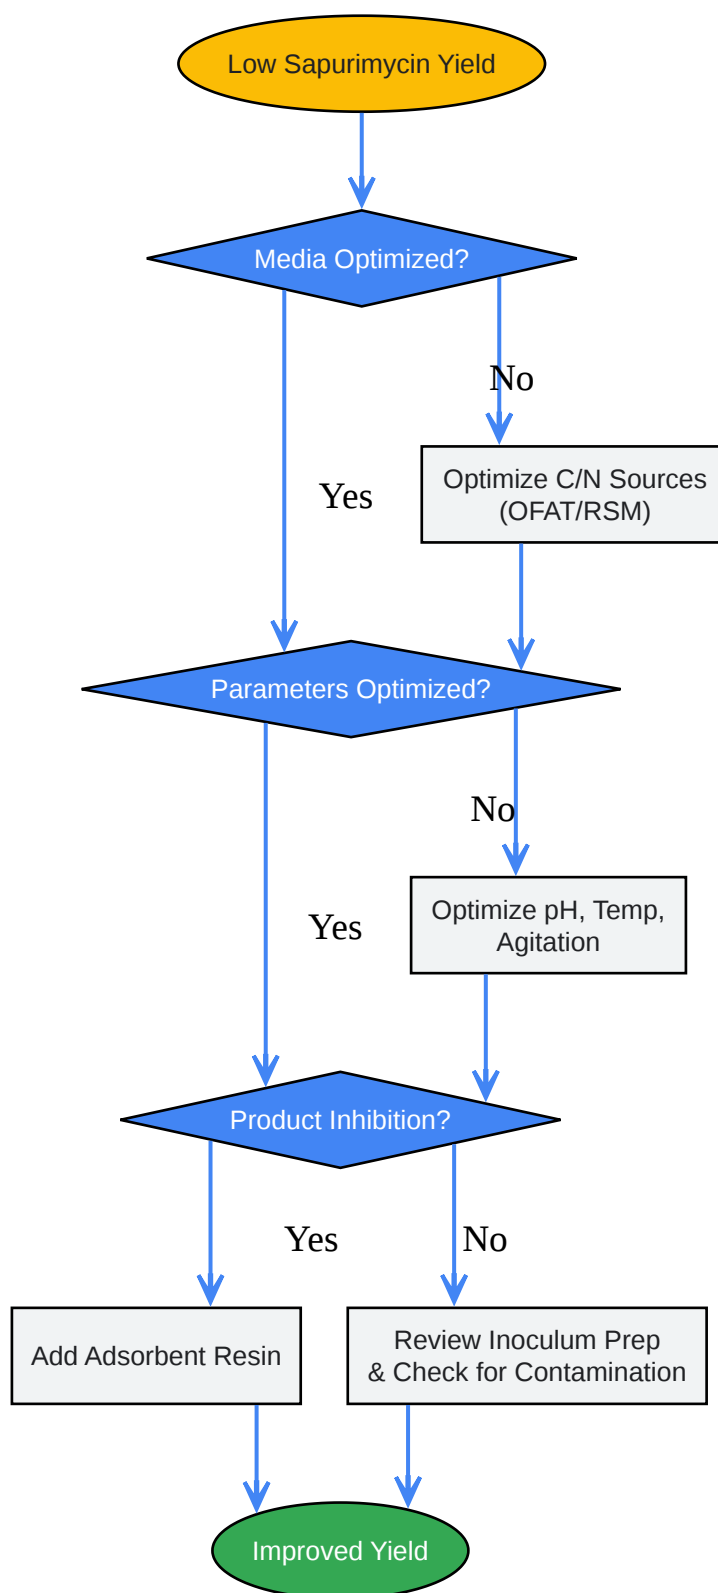 Low Sapurimycin Yield
Media Optimized?
No
Optimize C/N Sources
(OFAT/RSM)
Yes
Parameters Optimized?
No
Optimize pH, Temp,
Agitation
Yes
Product Inhibition?
Yes
No
Add Adsorbent Resin
Review Inoculum Prep
& Check for Contamination
Improved Yield